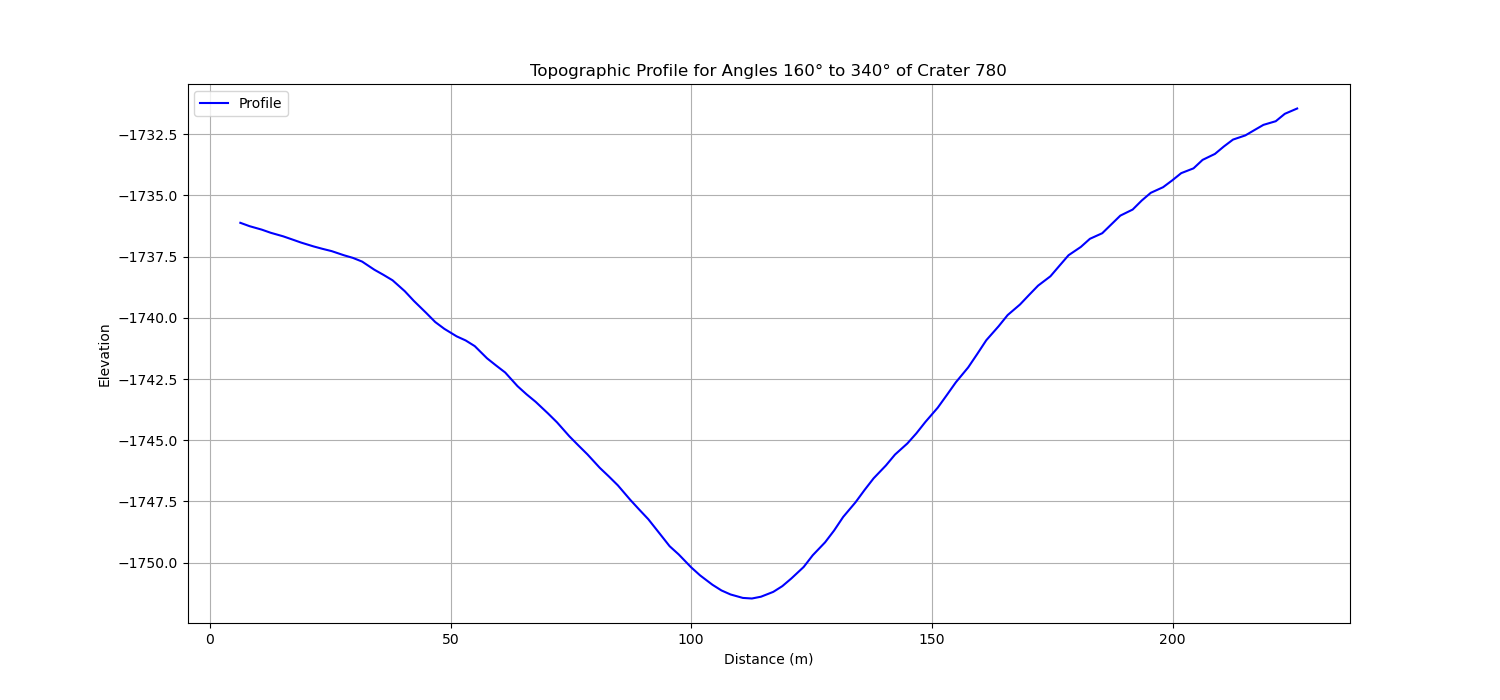 Topographic Profile for Angles 160° to 340° of Crater 780
Profile
−1732.5
−1735.0
−1737.5
−1740.0
−1742.5
−1745.0
−1747.5
−1750.0
Elevation
0 50 100 150 200
Distance (m)